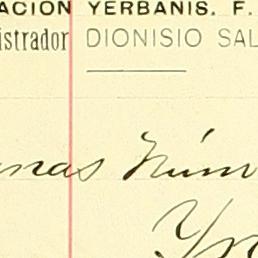 ACION YERBANIS. F.
istrador DIONISIO SAL
nas Núm